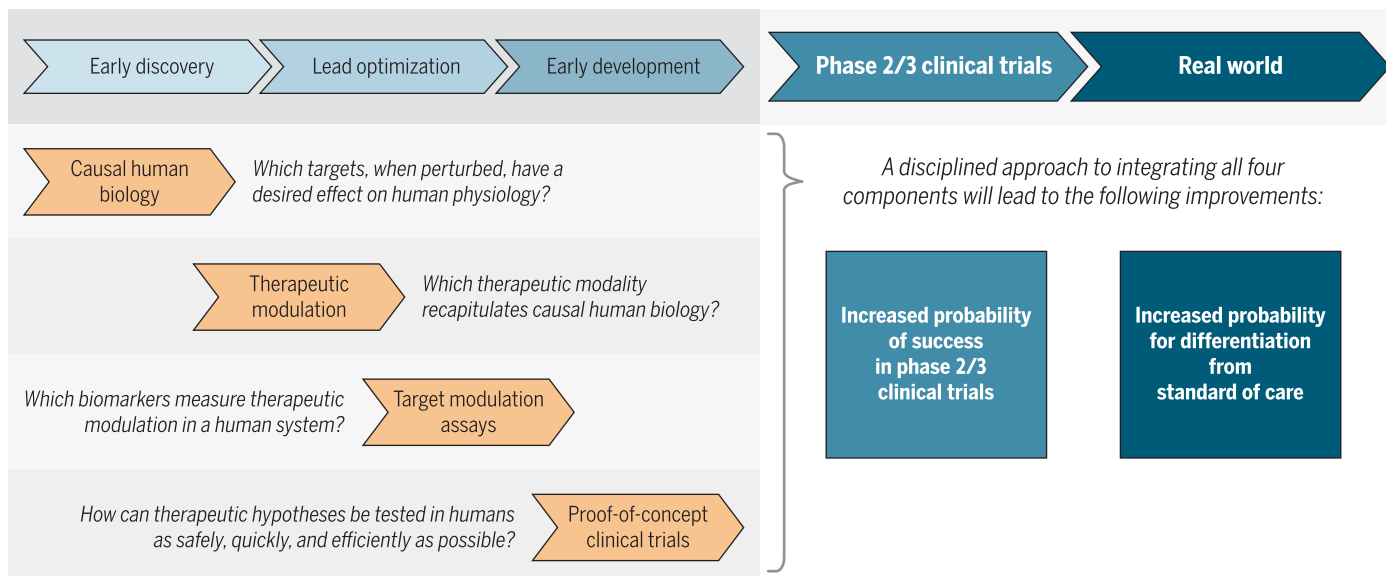 Early discovery
Lead optimization
Early development
Phase 2/3 clinical trials
Real world
Causal human
biology
Which targets, when perturbed, have a
desired effect on human physiology?
Therapeutic
modulation
Which therapeutic modality
recapitulates causal human biology?
Which biomarkers measure therapeutic
modulation in a human system?
Target modulation
assays
How can therapeutic hypotheses be tested in humans
as safely, quickly, and efficiently as possible?
Proof-of-concept
clinical trials
A disciplined approach to integrating all four
components will lead to the following improvements:
Increased probability
of success
in phase 2/3
clinical trials
Increased probability
for differentiation
from
standard of care